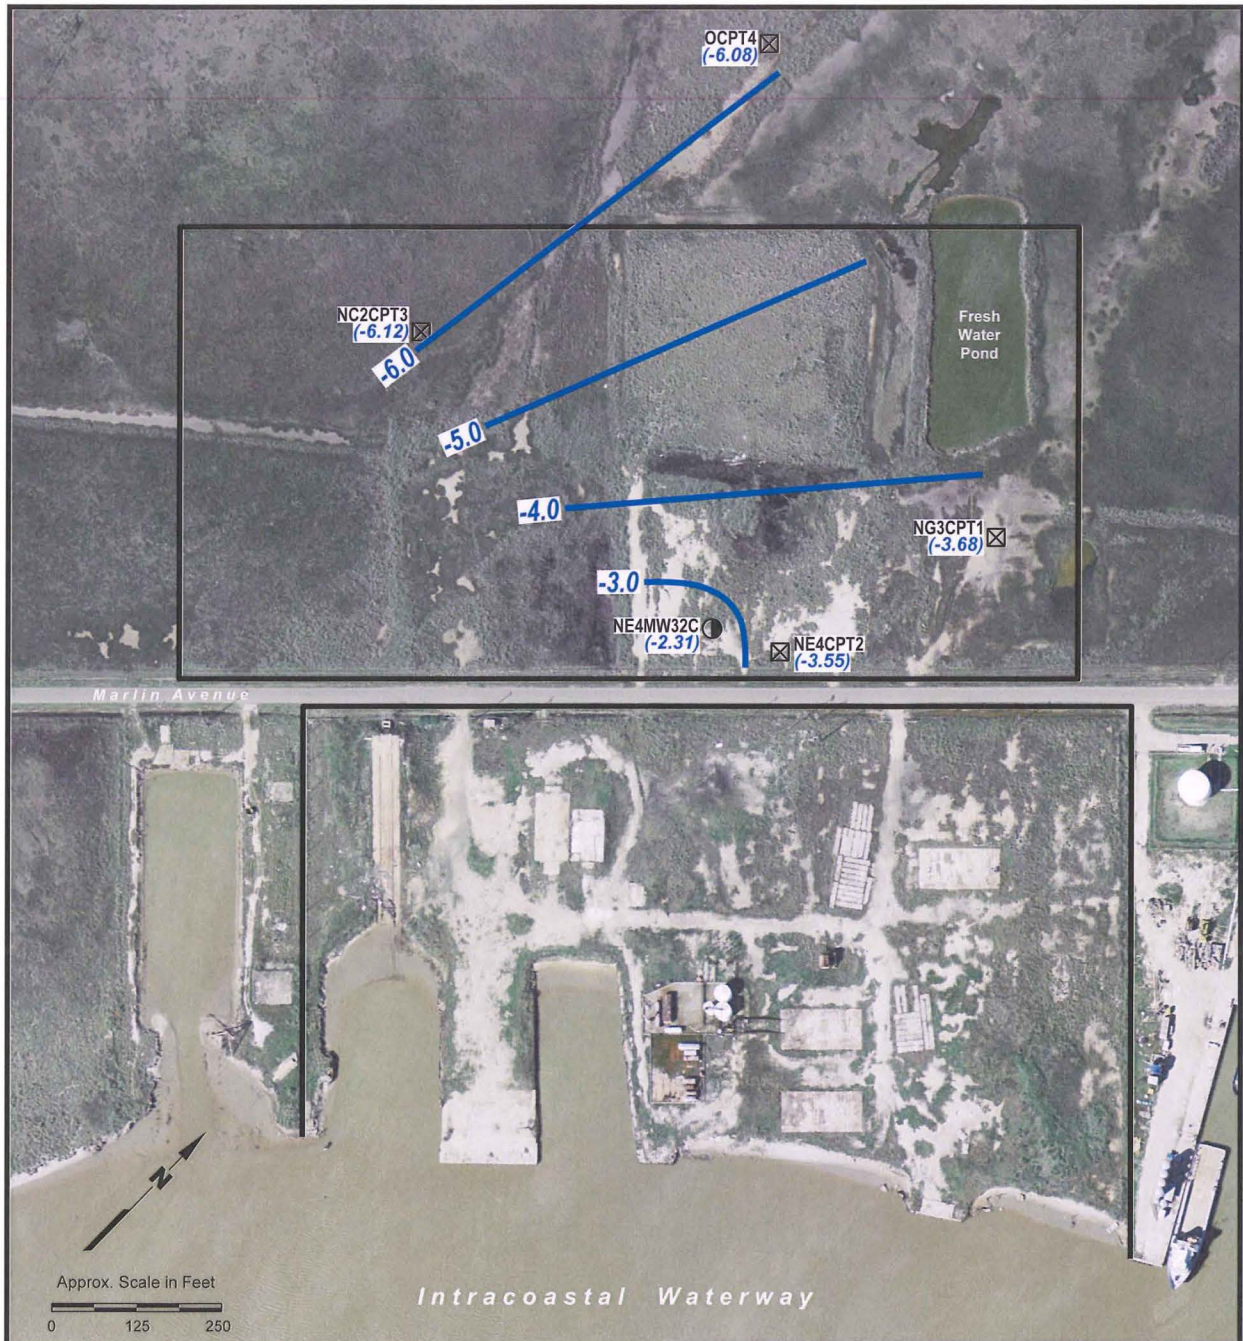 OCPT4
(-6.08)
NC2CPT3
(-6.12)
-6.0
Fresh
Water
Pond
-5.0
-4.0
NG3CPT1
(-3.68)
-3.0
NE4MW32C
(-2.31)
NE4CPT2
(-3.55)
Marlin Avenue
N
Approx. Scale in Feet
0 125 250
Intracoastal Waterway